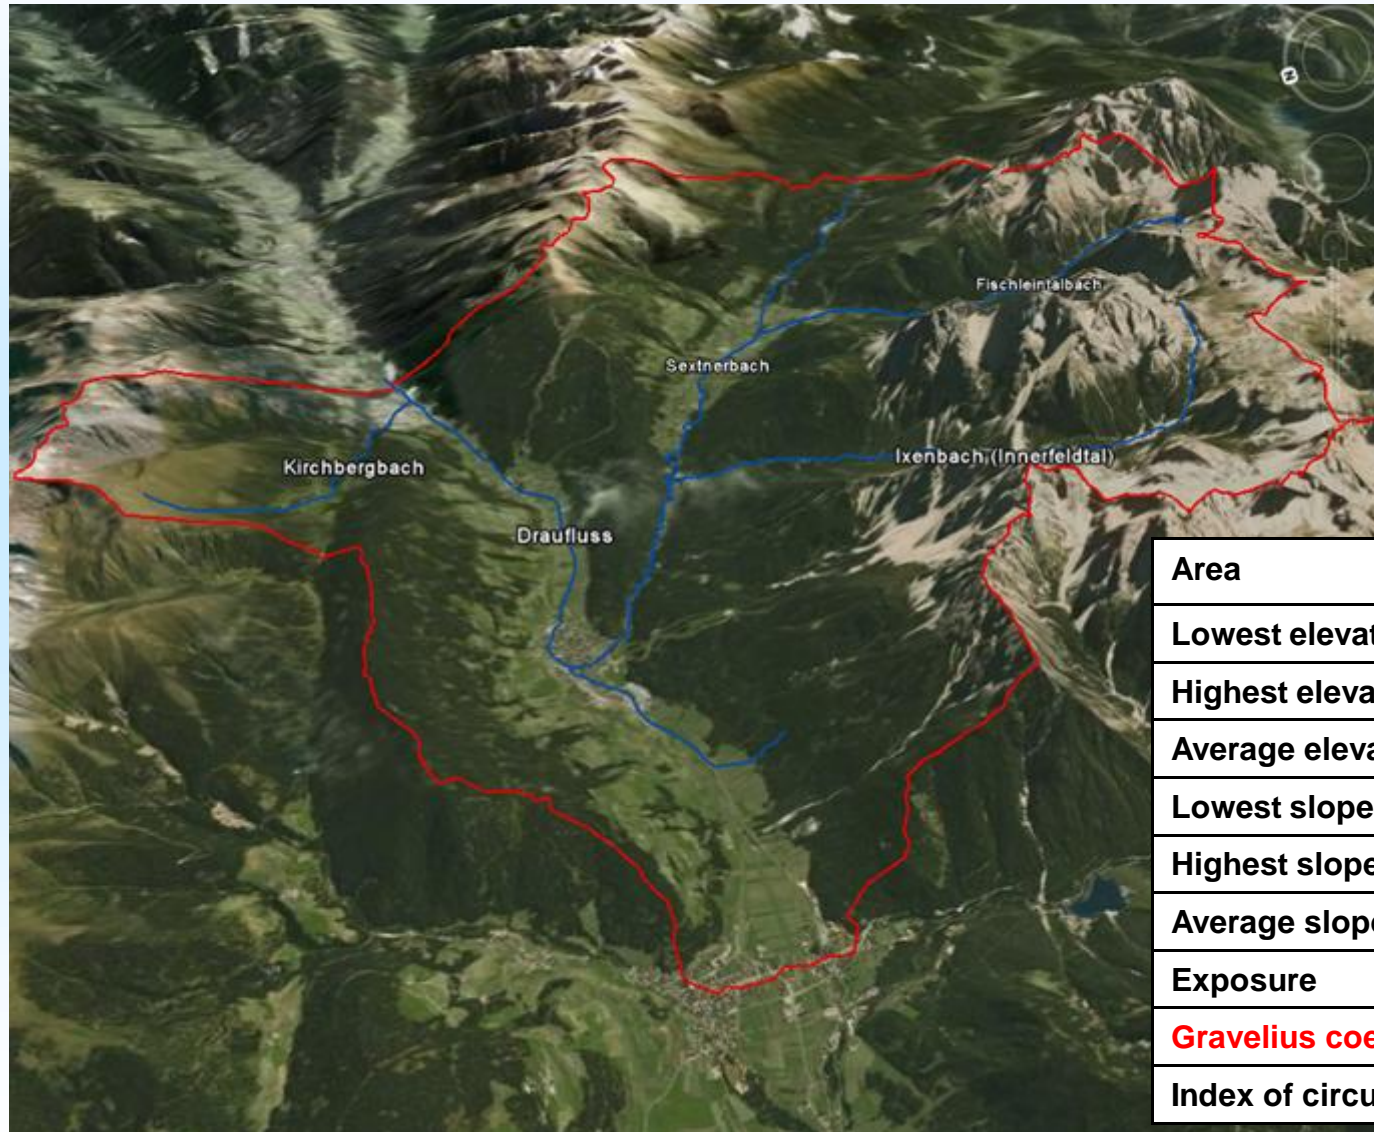 N
Fischleintalbach
Sextnerbach
Ixenbach,(Innerfeldtal)
Kirchbergbach
Draufluss
Area
Lowest elevat
Highest eleva
Average eleva
Lowest slope
Highest slope
Average slope
Exposure
Gravelius coe
Index of circu